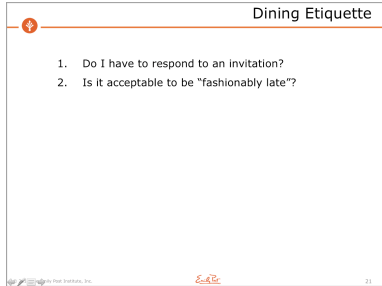 Dining Etiquette
1. Do I have to respond to an invitation?
2. Is it acceptable to be “fashionably late”?
Post Institute, Inc.
Emily Post
21